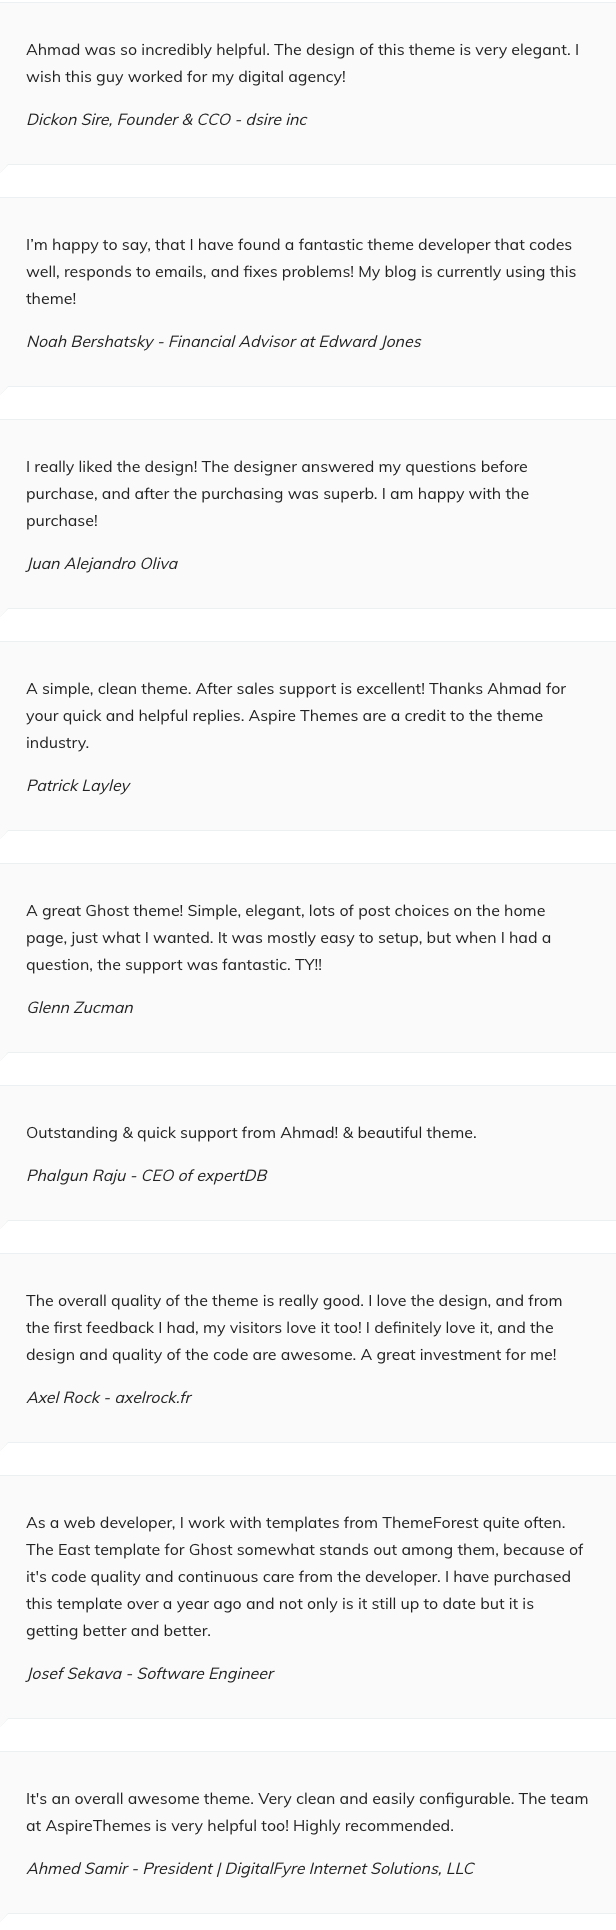 Ahmad was so incredibly helpful. The design of this theme is very elegant. I
wish this guy worked for my digital agency!
Dickon Sire, Founder & CCO - dsire inc
I'm happy to say, that I have found a fantastic theme developer that codes
well, responds to emails, and fixes problems! My blog is currently using this
theme!
Noah Bershatsky - Financial Advisor at Edward Jones
I really liked the design! The designer answered my questions before
purchase, and after the purchasing was superb. I am happy with the
purchase!
Juan Alejandro Oliva
A simple, clean theme. After sales support is excellent! Thanks Ahmad for
your quick and helpful replies. Aspire Themes are a credit to the theme
industry.
Patrick Layley
A great Ghost theme! Simple, elegant, lots of post choices on the home
page, just what I wanted. It was mostly easy to setup, but when I had a
question, the support was fantastic. TY!!
Glenn Zucman
Outstanding & quick support from Ahmad! & beautiful theme.
Phalgun Raju - CEO of expertDB
The overall quality of the theme is really good. I love the design, and from
the first feedback I had, my visitors love it too! I definitely love it, and the
design and quality of the code are awesome. A great investment for me!
Axel Rock - axelrock.fr
As a web developer, I work with templates from ThemeForest quite often.
The East template for Ghost somewhat stands out among them, because of
it's code quality and continuous care from the developer. I have purchased
this template over a year ago and not only is it still up to date but it is
getting better and better.
Josef Sekava - Software Engineer
It's an overall awesome theme. Very clean and easily configurable. The team
at AspireThemes is very helpful too! Highly recommended.
Ahmed Samir - President | DigitalFyre Internet Solutions, LLC